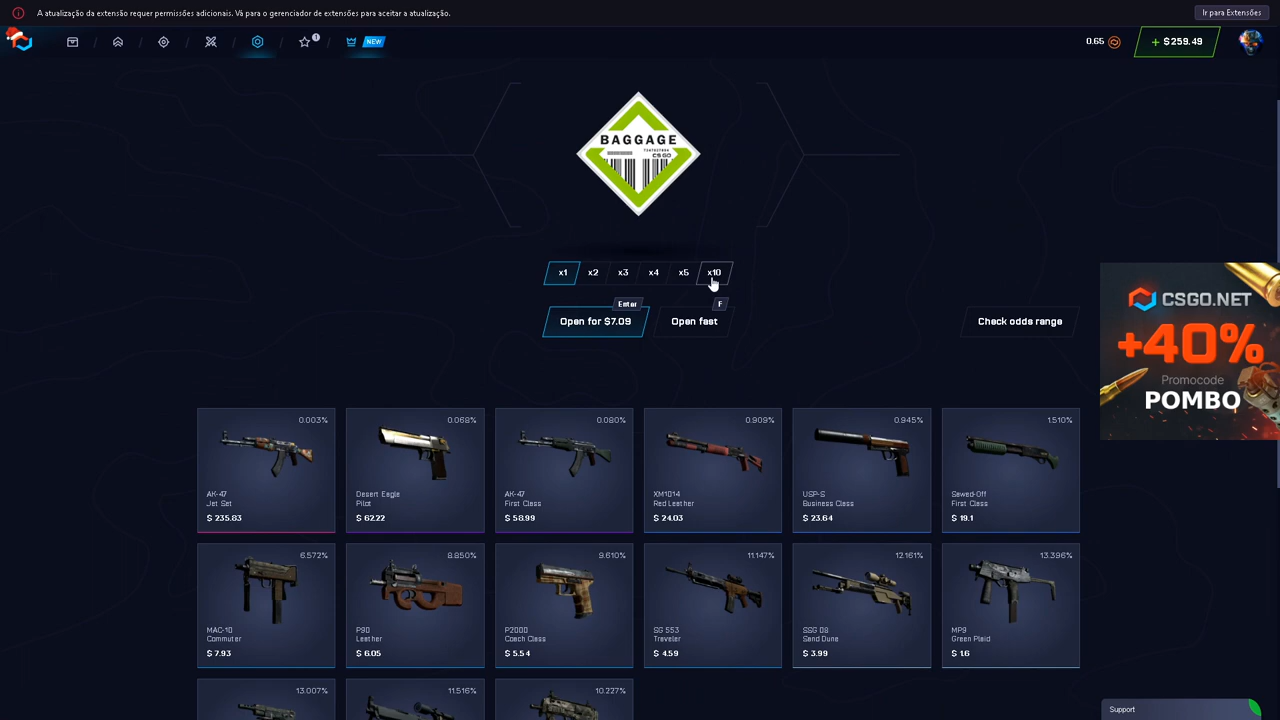 A atualização da extensão requer permissões adicionais. Vá para o gerenciador de extensões para aceitar a atualização.
Ir para Extensões
1
NEW
0.65
+ $259.49
BAGGAGE
CS:GO
x1
x2
x3
x4
x5
x10
Enter
F
Open for $7.09
Open fast
Check odds range
CSGO.NET
+40%
Promocode
POMBO
0.003%
AK-47
Jet Set
$ 235.83
0.068%
Desert Eagle
Pilot
$ 62.22
0.080%
AK-47
First Class
$ 58.99
0.909%
XM1014
Red Leather
$ 24.03
0.945%
USP-S
Business Class
$ 23.64
1.510%
Sawed-Off
First Class
$ 19.1
6.572%
MAC-10
Commuter
$ 7.93
8.850%
P90
Leather
$ 6.05
9.610%
P2000
Coach Class
$ 5.54
11.147%
SG 553
Traveler
$ 4.59
12.161%
SSG 08
Sand Dune
$ 3.99
13.396%
MP9
Green Plaid
$ 1.6
13.007%
11.516%
10.227%
Support